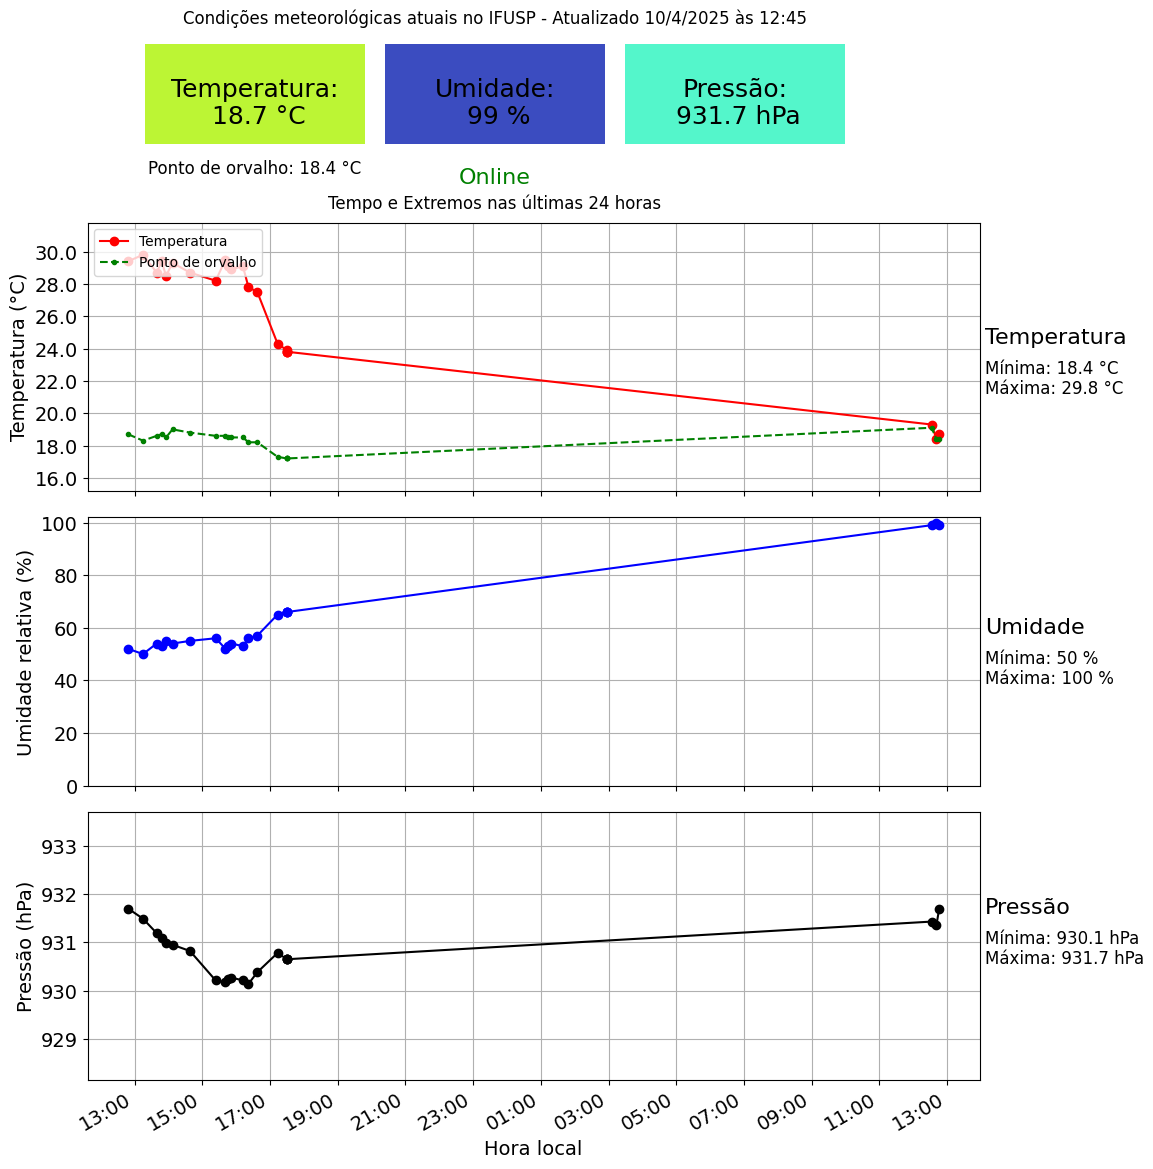 Condições meteorológicas atuais no IFUSP - Atualizado 10/4/2025 às 12:45
Temperatura:
18.7 °C
Umidade:
99 %
Pressão:
931.7 hPa
Ponto de orvalho: 18.4 °C
Online
Tempo e Extremos nas últimas 24 horas
Temperatura
Ponto de orvalho
Temperatura (°C)
30.0
28.0
26.0
24.0
22.0
20.0
18.0
16.0
Temperatura
Mínima: 18.4 °C
Máxima: 29.8 °C
Umidade relativa (%)
100
80
60
40
20
0
Umidade
Mínima: 50 %
Máxima: 100 %
Pressão (hPa)
933
932
931
930
929
Pressão
Mínima: 930.1 hPa
Máxima: 931.7 hPa
13:00 15:00 17:00 19:00 21:00 23:00 01:00 03:00 05:00 07:00 09:00 11:00 13:00
Hora local